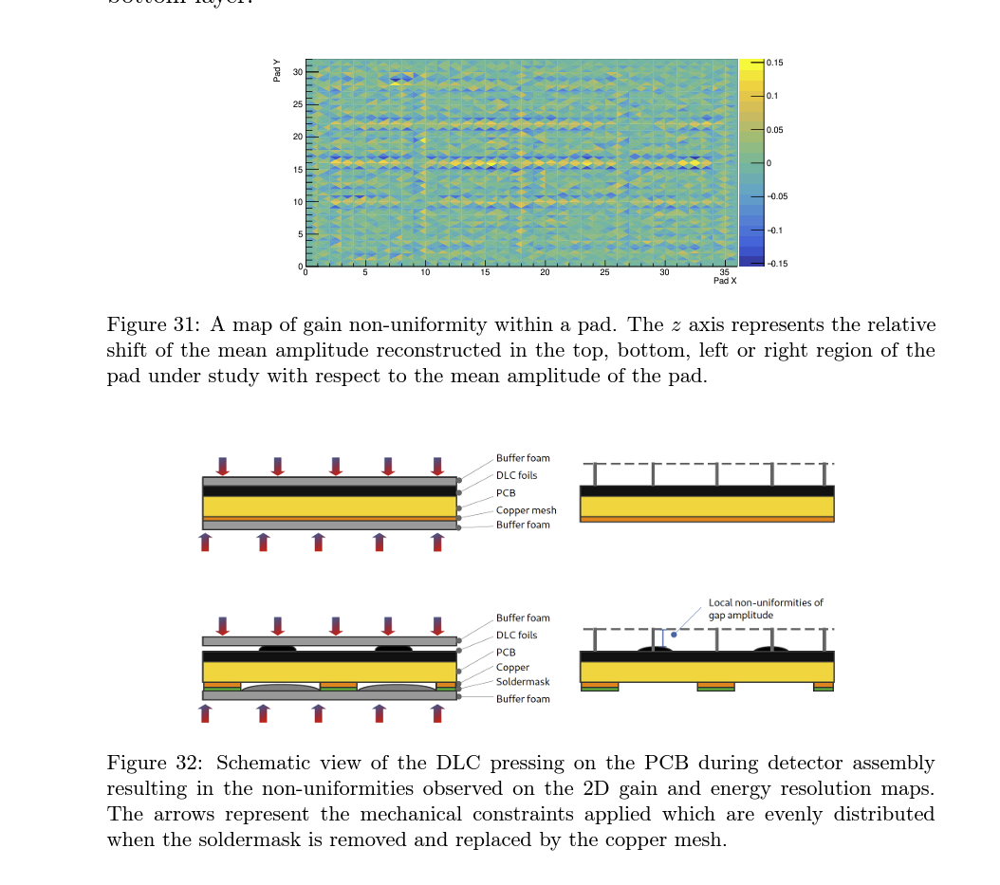 bottom layer.
Pad Y
30
25
20
15
10
5
0
0 5 10 15 20 25 30 35
Pad X
0.15
0.1
0.05
0
−0.05
−0.1
−0.15
Figure 31: A map of gain non-uniformity within a pad. The z axis represents the relative
shift of the mean amplitude reconstructed in the top, bottom, left or right region of the
pad under study with respect to the mean amplitude of the pad.
Buffer foam
DLC foils
PCB
Copper mesh
Buffer foam
Local non-uniformities of
gap amplitude
Buffer foam
DLC foils
PCB
Copper
Soldermask
Buffer foam
Figure 32: Schematic view of the DLC pressing on the PCB during detector assembly
resulting in the non-uniformities observed on the 2D gain and energy resolution maps.
The arrows represent the mechanical constraints applied which are evenly distributed
when the soldermask is removed and replaced by the copper mesh.